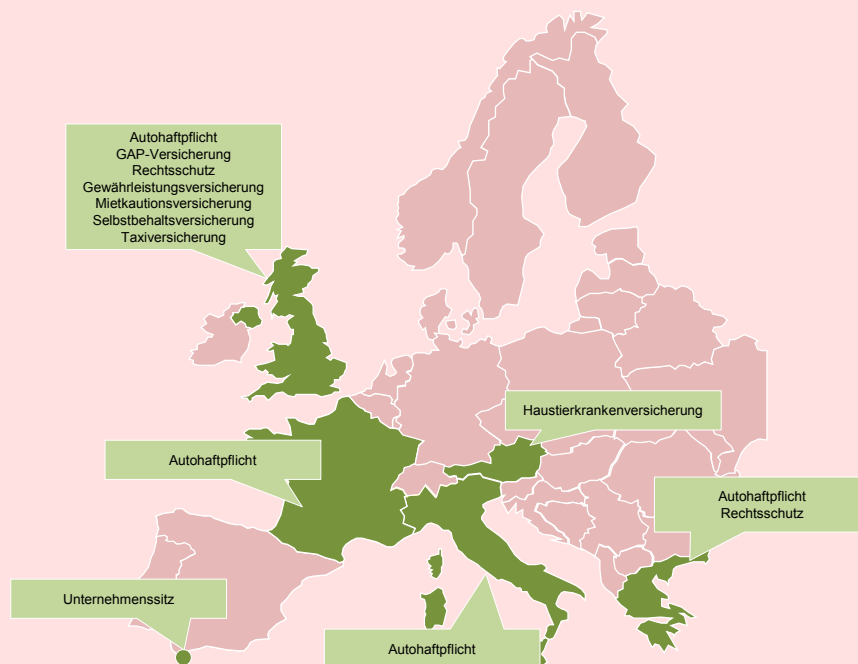 Autohaftpflicht
GAP-Versicherung
Rechtsschutz
Gewährleistungsversicherung
Mietkautionsversicherung
Selbstbehaltsversicherung
Taxiversicherung
Haustierkrankenversicherung
Autohaftpflicht
Autohaftpflicht
Rechtsschutz
Unternehmenssitz
Autohaftpflicht